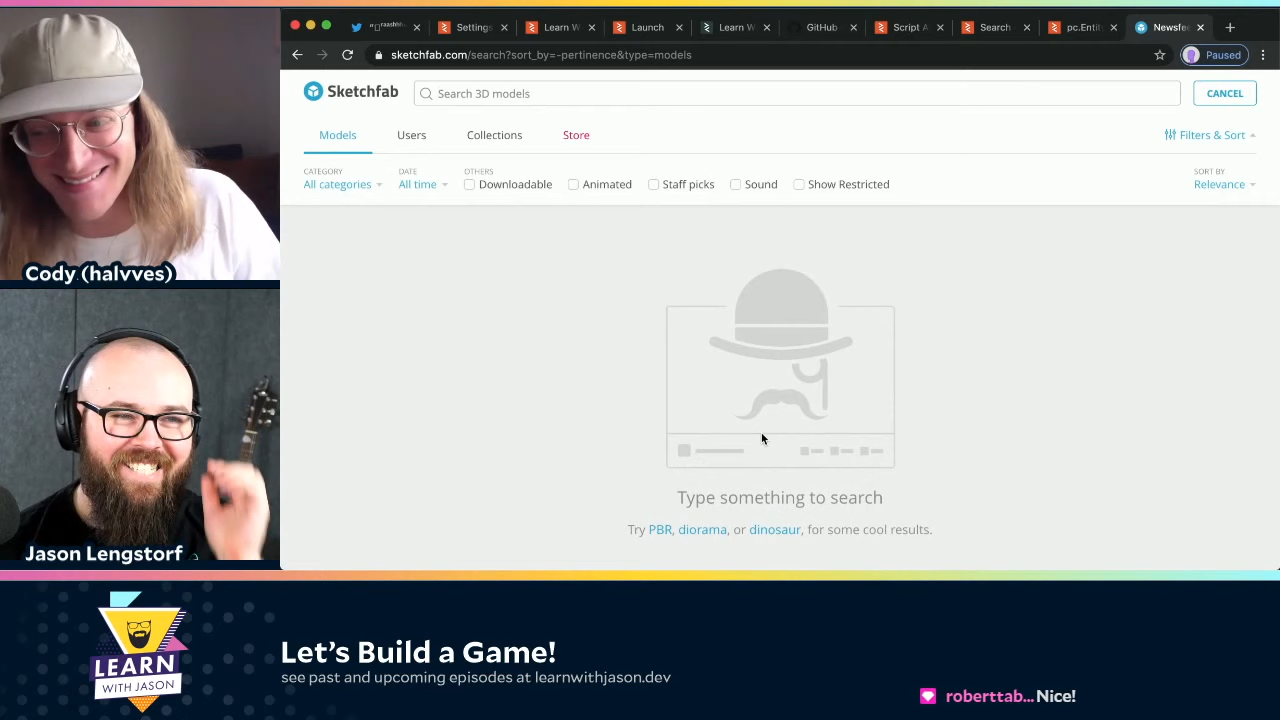 Settings
Learn W
Launch
Learn W
GitHub
Script A
Search
pc.Entit
Newsfe
sketchfab.com/search?sort_by=-pertinence&type=models
Paused
Sketchfab
Search 3D models
CANCEL
Models
Users
Collections
Store
Filters & Sort
CATEGORY
DATE
OTHERS
SORT BY
All categories
All time
Downloadable
Animated
Staff picks
Sound
Show Restricted
Relevance
Type something to search
Try PBR, diorama, or dinosaur, for some cool results.
Cody (halvves)
Jason Lengstorf
LEARN
WITH JASON
Let's Build a Game!
see past and upcoming episodes at learnwithjason.dev
roberttab... Nice!